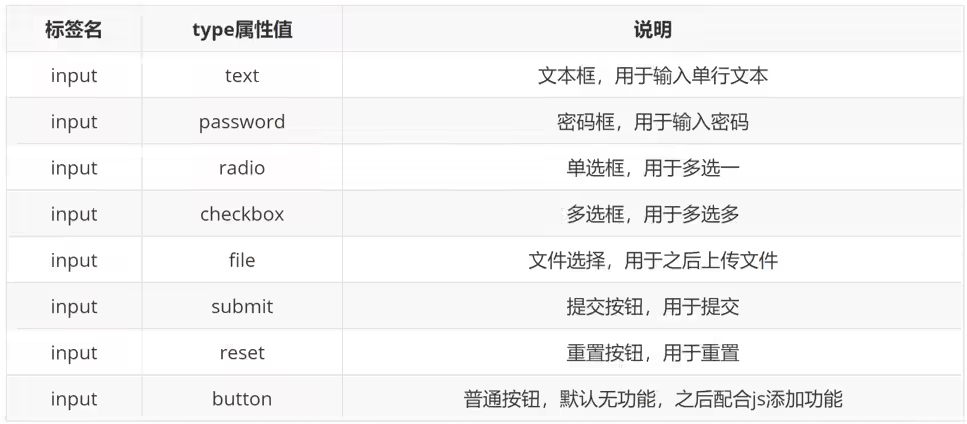 标签名 type属性值 说明
input text 文本框，用于输入单行文本
input password 密码框，用于输入密码
input radio 单选框，用于多选一
input checkbox 多选框，用于多选多
input file 文件选择，用于之后上传文件
input submit 提交按钮，用于提交
input reset 重置按钮，用于重置
input button 普通按钮，默认无功能，之后配合js添加功能